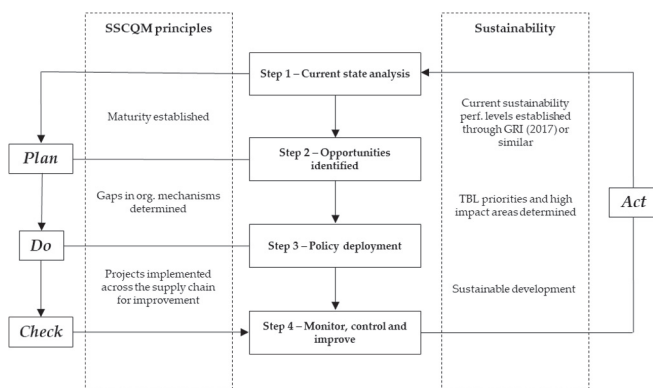 SSCQM principles
Sustainability
Step 1 – Current state analysis
Maturity established
Current sustainability
perf. levels established
through GRI (2017) or
similar
Plan
Step 2 – Opportunities
identified
Gaps in org. mechanisms
determined
TBL priorities and high
impact areas determined
Act
Do
Step 3 – Policy deployment
Projects implemented
across the supply chain
for improvement
Sustainable development
Check
Step 4 – Monitor, control and
improve